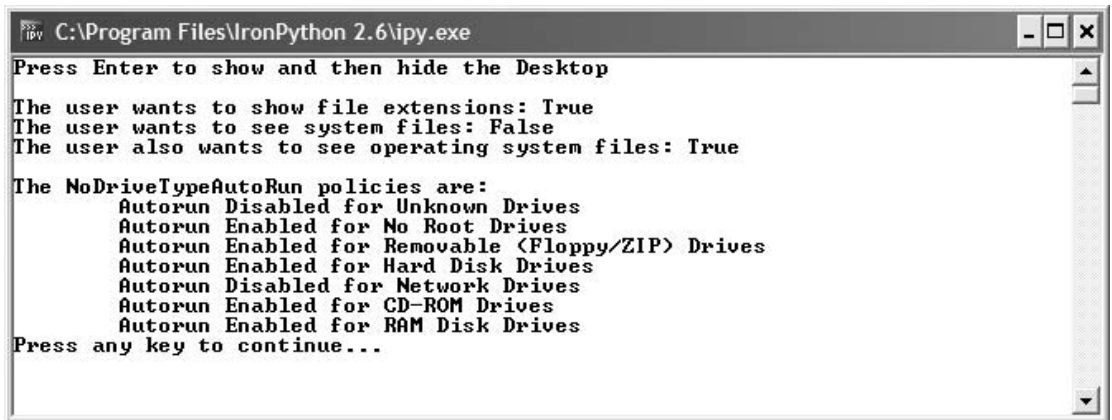 C:\Program Files\IronPython 2.6\ipy.exe
Press Enter to show and then hide the Desktop
The user wants to show file extensions: True
The user wants to see system files: False
The user also wants to see operating system files: True
The NoDriveTypeAutoRun policies are:
Autorun Disabled for Unknown Drives
Autorun Enabled for No Root Drives
Autorun Enabled for Removable (Floppy/ZIP) Drives
Autorun Enabled for Hard Disk Drives
Autorun Disabled for Network Drives
Autorun Enabled for CD-ROM Drives
Autorun Enabled for RAM Disk Drives
Press any key to continue...